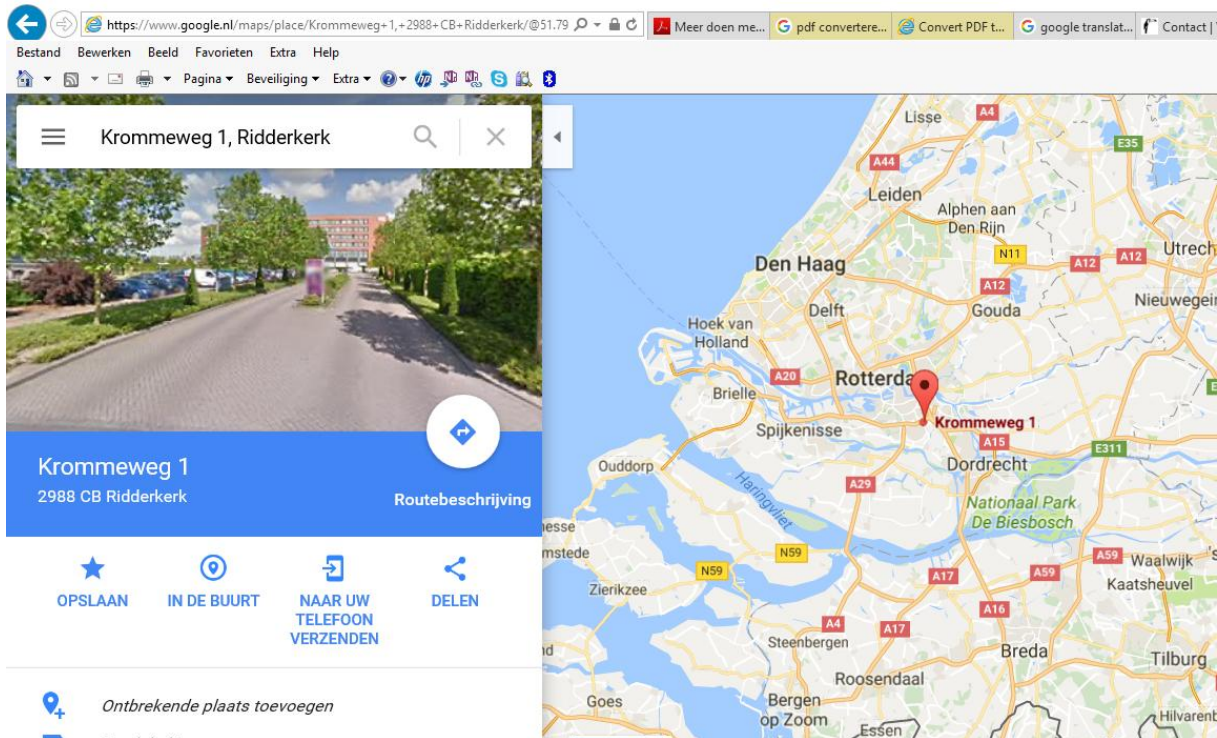 https://www.google.nl/maps/place/Krommeweg+1,+2988+CB+Ridderkerk/@51.79
Meer doen me...
pdf convertere...
Convert PDF t...
google translat...
Contact |
Bestand Bewerken Beeld Favorieten Extra Help
Pagina Beveiliging Extra
Krommeweg 1, Ridderkerk
Krommeweg 1
2988 CB Ridderkerk
Routebeschrijving
OPSLAAN
IN DE BUURT
NAAR UW
TELEFOON
VERZENDEN
DELEN
Ontbrekende plaats toevoegen
Lisse
A4
E35
A44
Leiden
Alphen aan
Den Rijn
N11
A12
A12
Utrech
Den Haag
A12
Nieuwegein
Delft
Gouda
Hoek van
Holland
A20
Rotterda
Brielle
Krommeweg 1
Spijkenisse
A15
E311
Dordrecht
Ouddorp
A29
Haringvliet
Nationaal Park
De Biesbosch
esse
mstede
N59
N59
A59
Waalwijk
's
A17
A59
Kaatsheuvel
Zierikzee
A16
A4
A17
Steenbergen
Breda
Tilburg
Roosendaal
Goes
Bergen
op Zoom
Essen
Hilvarenb